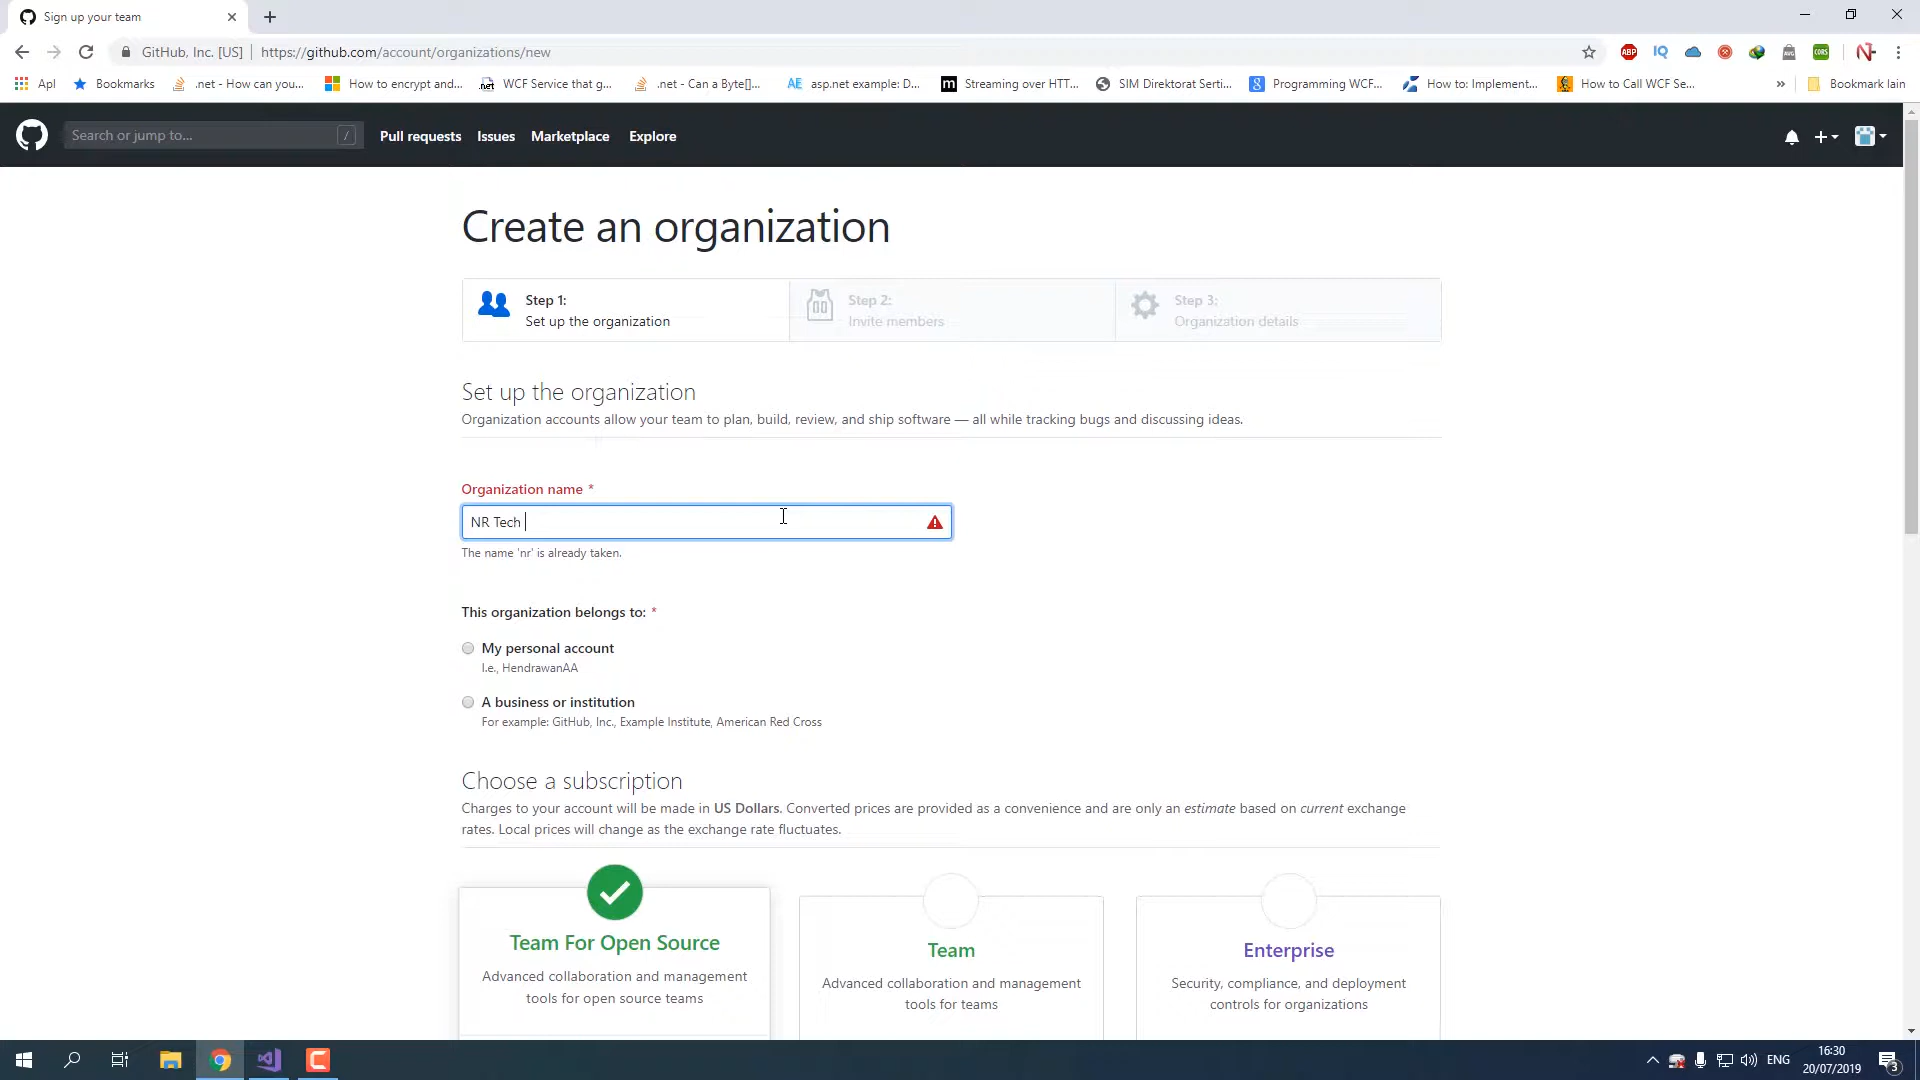 Sign up your team
GitHub, Inc. [US] https://github.com/account/organizations/new
ABP IQ AVG CORS
Apl Bookmarks .net - How can you... How to encrypt and... WCF Service that g... .net - Can a Byte[]... AE asp.net example: D... m Streaming over HTT... SIM Direktorat Serti... Programming WCF... How to: Implement... How to Call WCF Se... » Bookmark lain
Search or jump to... / Pull requests Issues Marketplace Explore
Create an organization
Step 1: Step 2: Step 3:
Set up the organization Invite members Organization details
Set up the organization
Organization accounts allow your team to plan, build, review, and ship software — all while tracking bugs and discussing ideas.
Organization name *
NR Tech
The name 'nr' is already taken.
This organization belongs to: *
My personal account
I.e., HendrawanAA
A business or institution
For example: GitHub, Inc., Example Institute, American Red Cross
Choose a subscription
Charges to your account will be made in US Dollars. Converted prices are provided as a convenience and are only an estimate based on current exchange
rates. Local prices will change as the exchange rate fluctuates.
Team For Open Source
Advanced collaboration and management
tools for open source teams
Team
Advanced collaboration and management
tools for teams
Enterprise
Security, compliance, and deployment
controls for organizations
ENG
16:30
20/07/2019
3